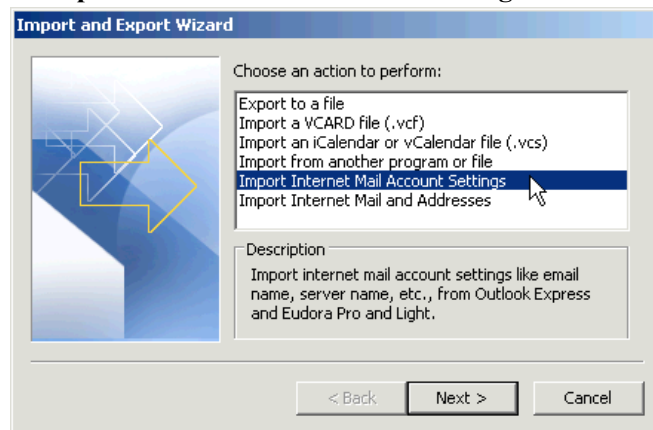 Import and Export Wizard
Choose an action to perform:
Export to a file
Import a VCARD file (.vcf)
Import an iCalendar or vCalendar file (.vcs)
Import from another program or file
Import Internet Mail Account Settings
Import Internet Mail and Addresses
Description
Import internet mail account settings like email
name, server name, etc., from Outlook Express
and Eudora Pro and Light.
< Back
Next >
Cancel